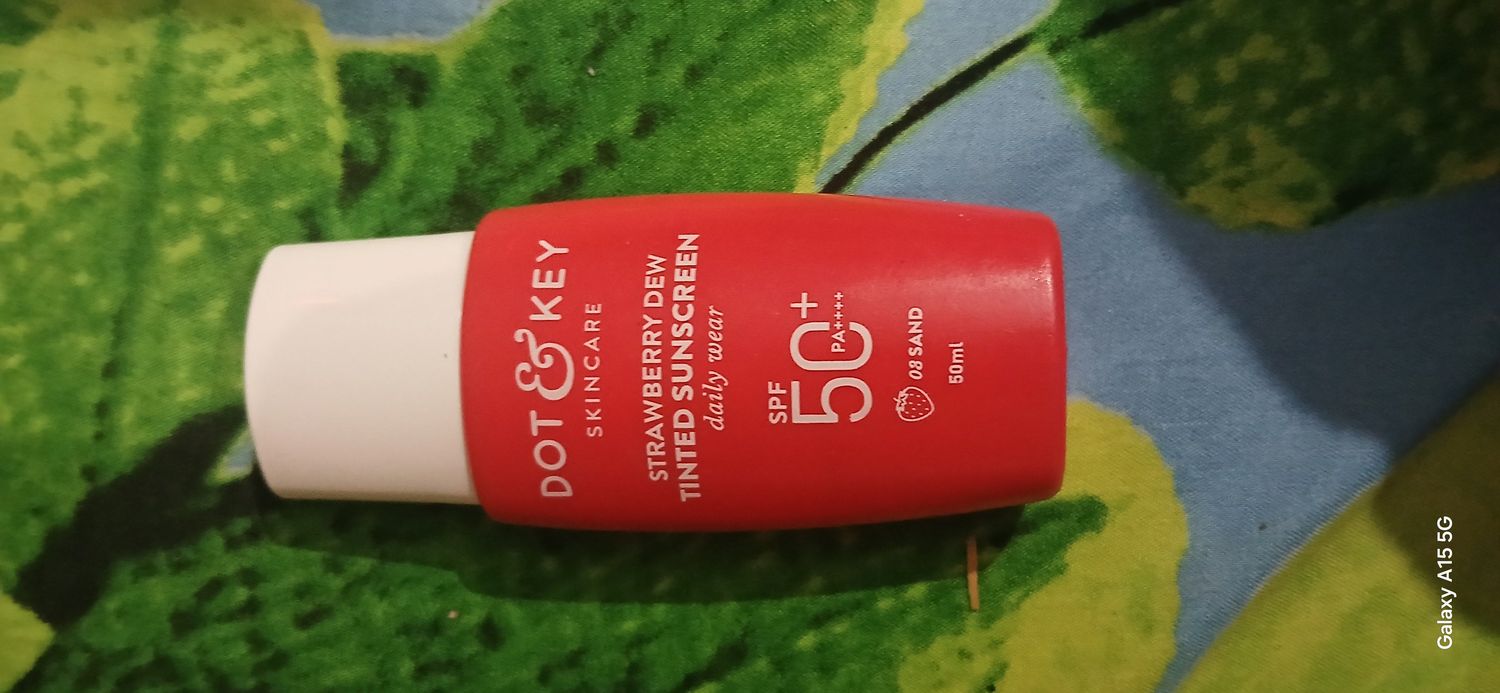 DOT & KEY
SKINCARE
STRAWBERRY DEW
TINTED SUNSCREEN
daily wear
SPF
50+
PA++++
08 SAND
50ml
Galaxy A15 5G